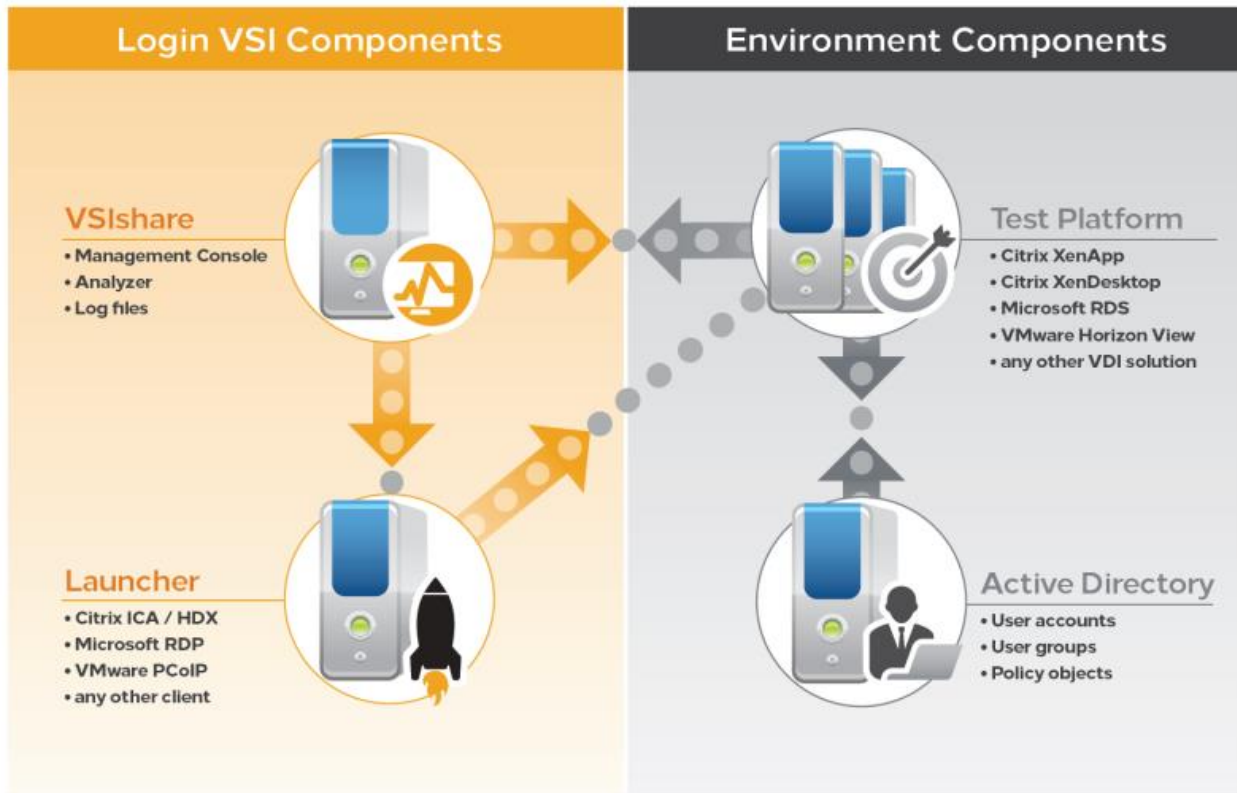 Login VSI Components
Environment Components
VSIshare
• Management Console
• Analyzer
• Log files
Test Platform
• Citrix XenApp
• Citrix XenDesktop
• Microsoft RDS
• VMware Horizon View
• any other VDI solution
Launcher
• Citrix ICA / HDX
• Microsoft RDP
• VMware PCoIP
• any other client
Active Directory
• User accounts
• User groups
• Policy objects